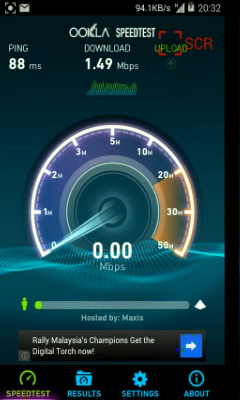 94.1KB/s H 20:32
OOKLA SPEEDTEST
PING DOWNLOAD UPLOAD
88 ms 1.49 Mbps
SCR
5M
3M 10M
2M 20M
1M 30M
0 50M
0.00
Mbps
Hosted by: Maxis
Rally Malaysia's Champions Get the
Digital Torch now!
SPEEDTEST RESULTS SETTINGS ABOUT